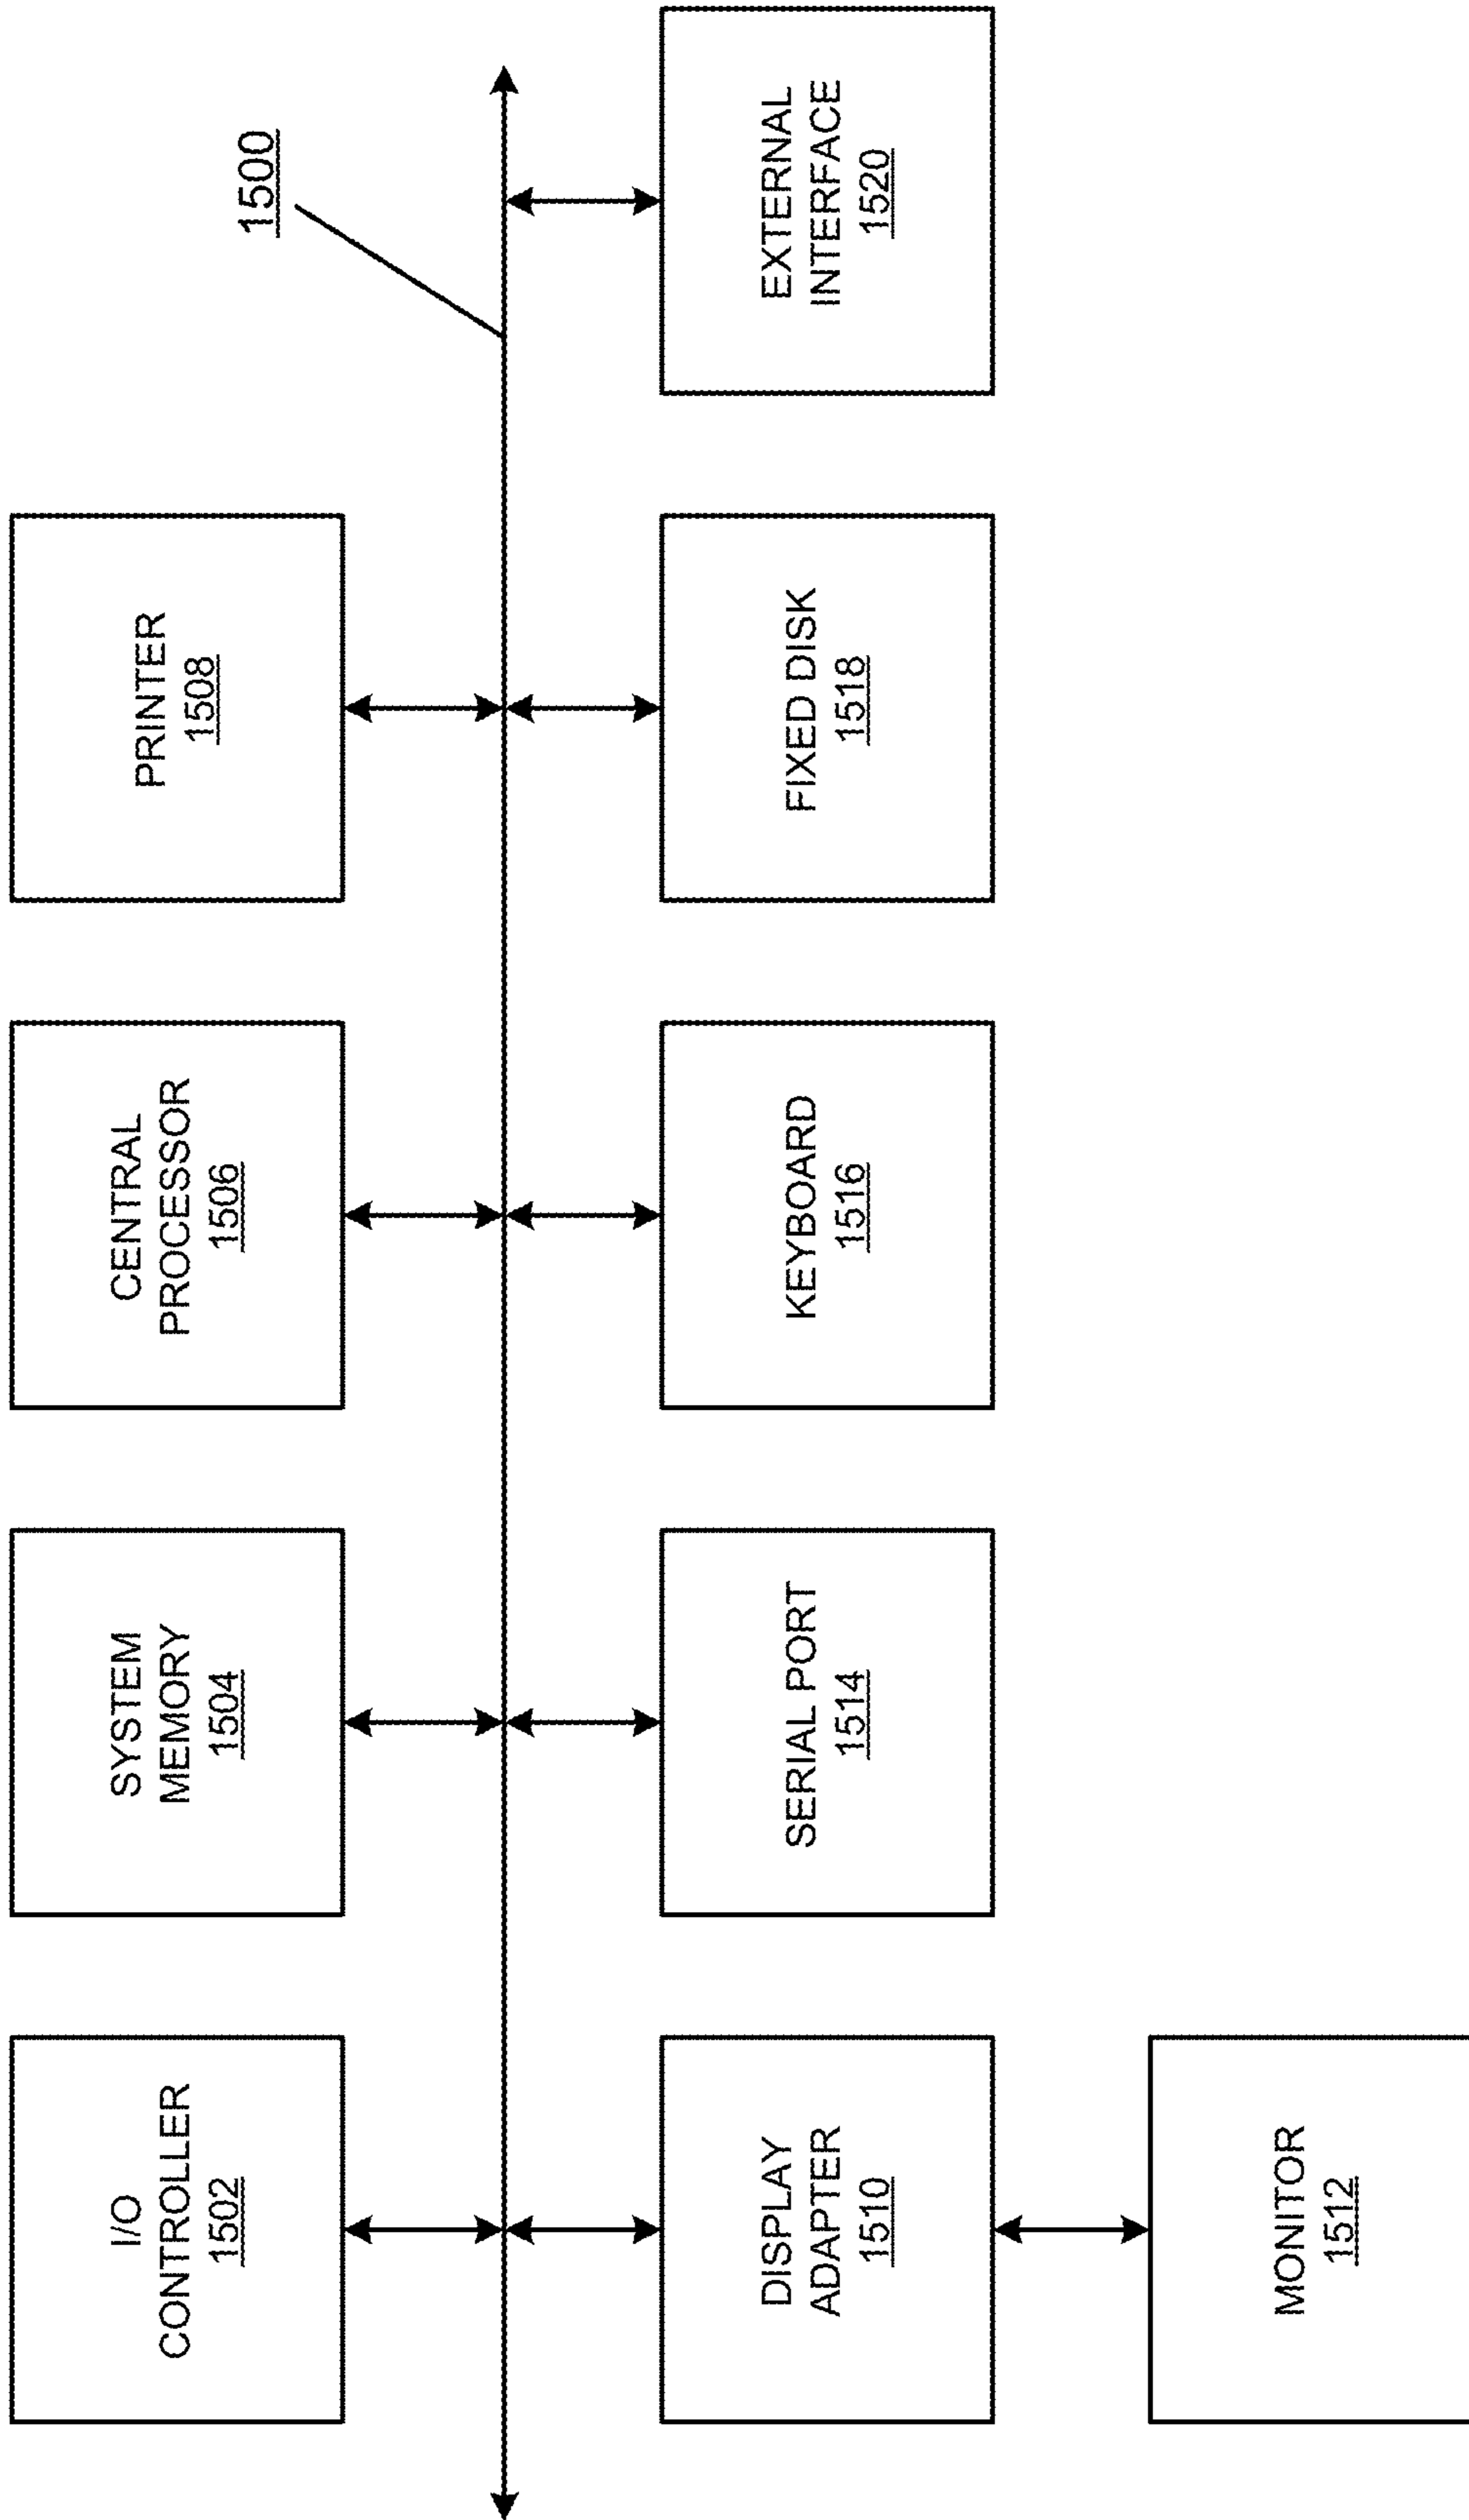 I/O
CONTROLLER
1502
SYSTEM
MEMORY
1504
CENTRAL
PROCESSOR
1506
PRINTER
1508
1500
DISPLAY
ADAPTER
1510
SERIAL PORT
1514
KEYBOARD
1516
FIXED DISK
1518
EXTERNAL
INTERFACE
1520
MONITOR
1512